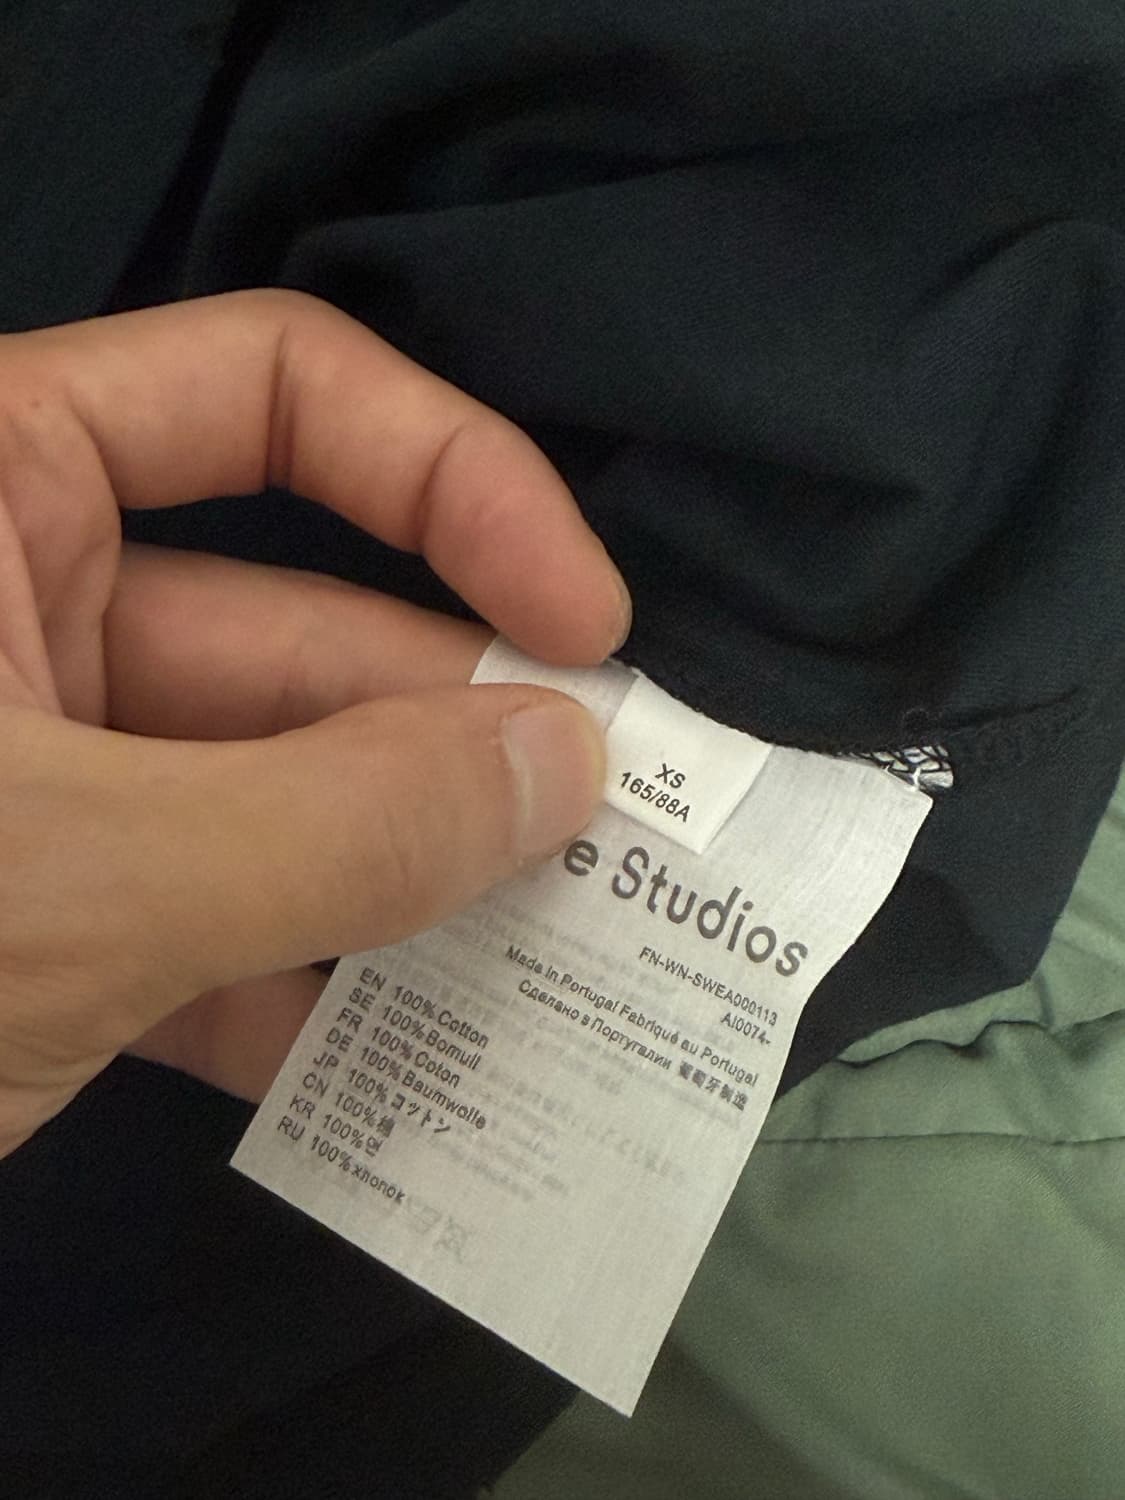 XS
165/88A
e Studios
FN-WN-SWEA000113
AI0074-
Made in Portugal Fabriqué au Portugal
Сделано в Португалии 葡萄牙制造
EN 100% Cotton
SE 100% Bomull
FR 100% Coton
DE 100% Baumwolle
JP 100% コットン
CN 100% 棉
KR 100% 면
RU 100% хлопок